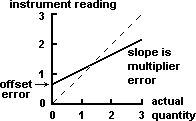 instrument reading
3
2
1
0
slope is
multiplier
error
offset
error
0
1
2
3
actual
quantity